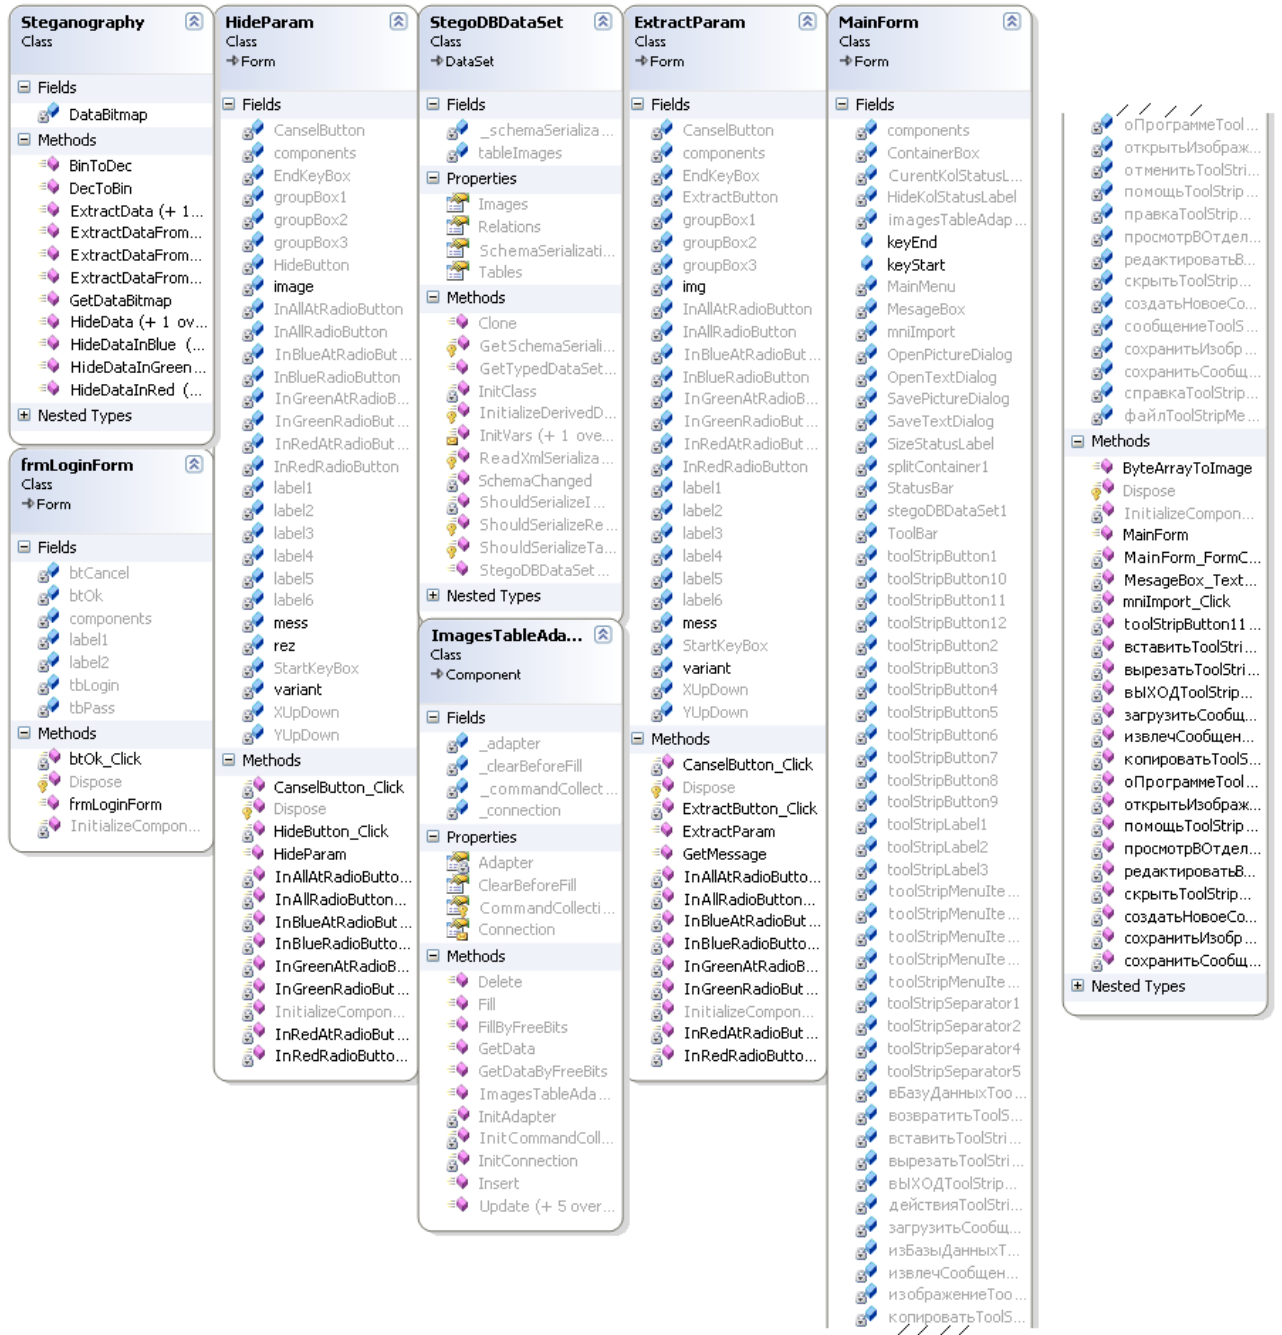 Steganography
Class
Fields
DataBitmap
Methods
BinToDec
DecToBin
ExtractData (+ 1...
ExtractDataFrom...
ExtractDataFrom...
ExtractDataFrom...
GetDataBitmap
HideData (+ 1 ov...
HideDataInBlue (...
HideDataInGreen...
HideDataInRed (...
Nested Types
frmLoginForm
Class
Form
Fields
btCancel
btOk
components
label1
label2
tbLogin
tbPass
Methods
btOk_Click
Dispose
frmLoginForm
InitializeCompon...
HideParam
Class
Form
Fields
CanselButton
components
EndKeyBox
groupBox1
groupBox2
groupBox3
HideButton
image
InAllAtRadioButton
InAllRadioButton
InBlueAtRadioBut...
InBlueRadioButton
InGreenAtRadioB...
InGreenRadioBut...
InRedAtRadioBut...
InRedRadioButton
label1
label2
label3
label4
label5
label6
mess
rez
StartKeyBox
variant
XUpDown
YUpDown
Methods
CanselButton_Click
Dispose
HideButton_Click
HideParam
InAllAtRadioButto...
InAllRadioButton...
InBlueAtRadioBut...
InBlueRadioButto...
InGreenAtRadioB...
InGreenRadioBut...
InitializeCompon...
InRedAtRadioBut...
InRedRadioButto...
StegoDBDataSet
Class
DataSet
Fields
_schemaSerializa...
tableImages
Properties
Images
Relations
SchemaSerializati...
Tables
Methods
Clone
GetSchemaSeriali...
GetTypedDataSet...
InitClass
InitializeDerivedD...
InitVars (+ 1 ove...
ReadXmlSerializa...
SchemaChanged
ShouldSerializeI...
ShouldSerializeRe...
ShouldSerializeTa...
StegoDBDataSet...
Nested Types
ImagesTableAda...
Class
Component
Fields
_adapter
_clearBeforeFill
_commandCollect...
_connection
Properties
Adapter
ClearBeforeFill
CommandCollecti...
Connection
Methods
Delete
Fill
FillByFreeBits
GetData
GetDataByFreeBits
ImagesTableAda...
InitAdapter
InitCommandColl...
InitConnection
Insert
Update (+ 5 over...
ExtractParam
Class
Form
Fields
CanselButton
components
EndKeyBox
ExtractButton
groupBox1
groupBox2
groupBox3
img
InAllAtRadioButton
InAllRadioButton
InBlueAtRadioBut...
InBlueRadioButton
InGreenAtRadioB...
InGreenRadioBut...
InRedAtRadioBut...
InRedRadioButton
label1
label2
label3
label4
label5
label6
mess
StartKeyBox
variant
XUpDown
YUpDown
Methods
CanselButton_Click
Dispose
ExtractButton_Click
ExtractParam
GetMessage
InAllAtRadioButto...
InAllRadioButton...
InBlueAtRadioBut...
InBlueRadioButto...
InGreenAtRadioB...
InGreenRadioBut...
InitializeCompon...
InRedAtRadioBut...
InRedRadioButto...
MainForm
Class
Form
Fields
components
ContainerBox
CurentKolStatusL...
HideKolStatusLabel
imagesTableAdap...
keyEnd
keyStart
MainMenu
MesageBox
mniImport
OpenPictureDialog
OpenTextDialog
SavePictureDialog
SaveTextDialog
SizeStatusLabel
splitContainer1
StatusBar
stegoDBDataSet1
ToolBar
toolStripButton1
toolStripButton10
toolStripButton11
toolStripButton12
toolStripButton2
toolStripButton3
toolStripButton4
toolStripButton5
toolStripButton6
toolStripButton7
toolStripButton8
toolStripButton9
toolStripLabel1
toolStripLabel2
toolStripLabel3
toolStripMenuIte...
toolStripMenuIte...
toolStripMenuIte...
toolStripMenuIte...
toolStripMenuIte...
toolStripSeparator1
toolStripSeparator2
toolStripSeparator4
toolStripSeparator5
вБазуДанныхToo...
возвратитьToolS...
вставитьToolStri...
вырезатьToolStri...
вЫХОДToolStrip...
действияToolStri...
загрузитьСообщ...
изБазыДанныхT...
извлечСообщен...
изображениеToo...
копироватьToolS...
оПрограммеTool...
открытьИзображ...
отменитьToolStri...
помощьToolStrip...
правкаToolStrip...
просмотрВОтдел...
редактироватьВ...
скрытьToolStrip...
создатьНовоеСо...
сообщениеToolS...
сохранитьИзобр...
сохранитьСообщ...
справкаToolStrip...
файлToolStripMe...
Methods
ByteArrayToImage
Dispose
InitializeCompon...
MainForm
MainForm_FormC...
MesageBox_Text...
mniImport_Click
toolStripButton11...
вставитьToolStri...
вырезатьToolStri...
вЫХОДToolStrip...
загрузитьСообщ...
извлечСообщен...
копироватьToolS...
оПрограммеTool...
открытьИзображ...
помощьToolStrip...
просмотрВОтдел...
редактироватьВ...
скрытьToolStrip...
создатьНовоеСо...
сохранитьИзобр...
сохранитьСообщ...
Nested Types